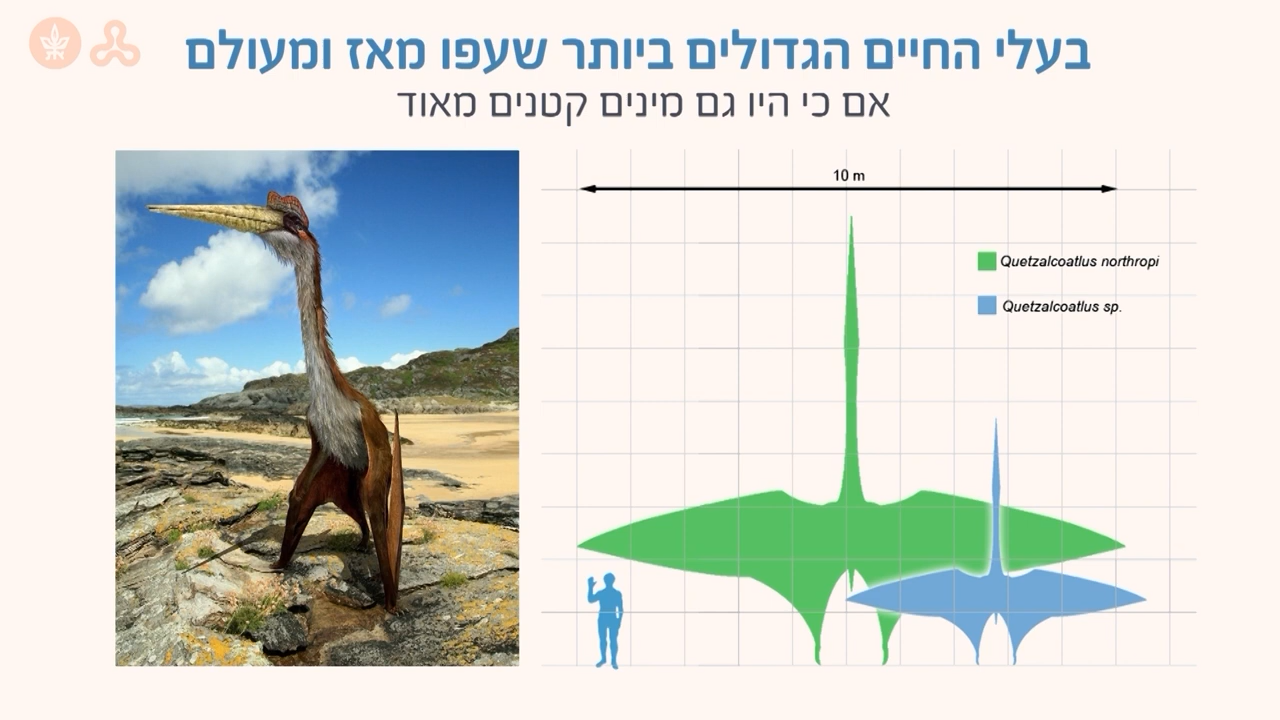 בעלי החיים הגדולים ביותר שעפו מאז ומעולם
אם כי היו גם מינים קטנים מאוד
10 m
Quetzalcoatlus northropi
Quetzalcoatlus sp.